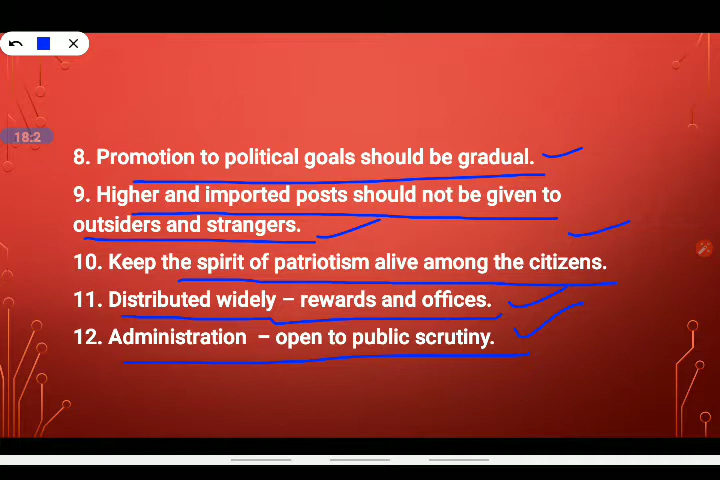 18:2
8. Promotion to political goals should be gradual.
9. Higher and imported posts should not be given to
outsiders and strangers.
10. Keep the spirit of patriotism alive among the citizens.
11. Distributed widely – rewards and offices.
12. Administration – open to public scrutiny.